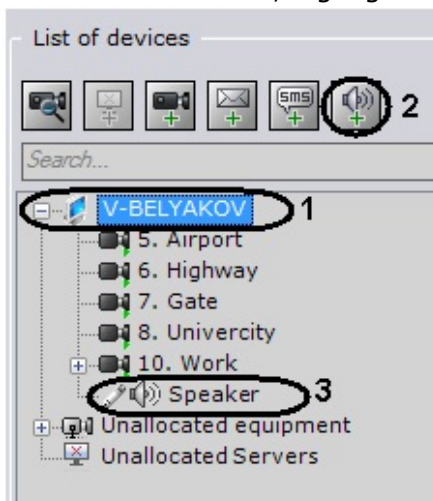 List of devices
SMS 2
Search...
V-BELYAKOV 1
5. Airport
6. Highway
7. Gate
8. Univercity
10. Work
Speaker 3
Unallocated equipment
Unallocated Servers